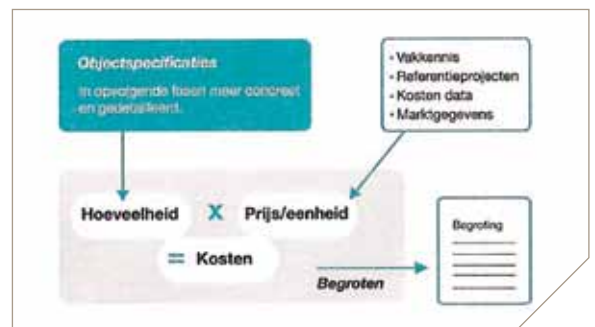 Objectspecificaties
In opvolgende fasen meer concreet
en gedetailleerd.
• Vakkennis
• Referentieprojecten
• Kosten data
• Marktgegevens
Hoeveelheid X Prijs/eenheid
= Kosten
Begroten
Begroting